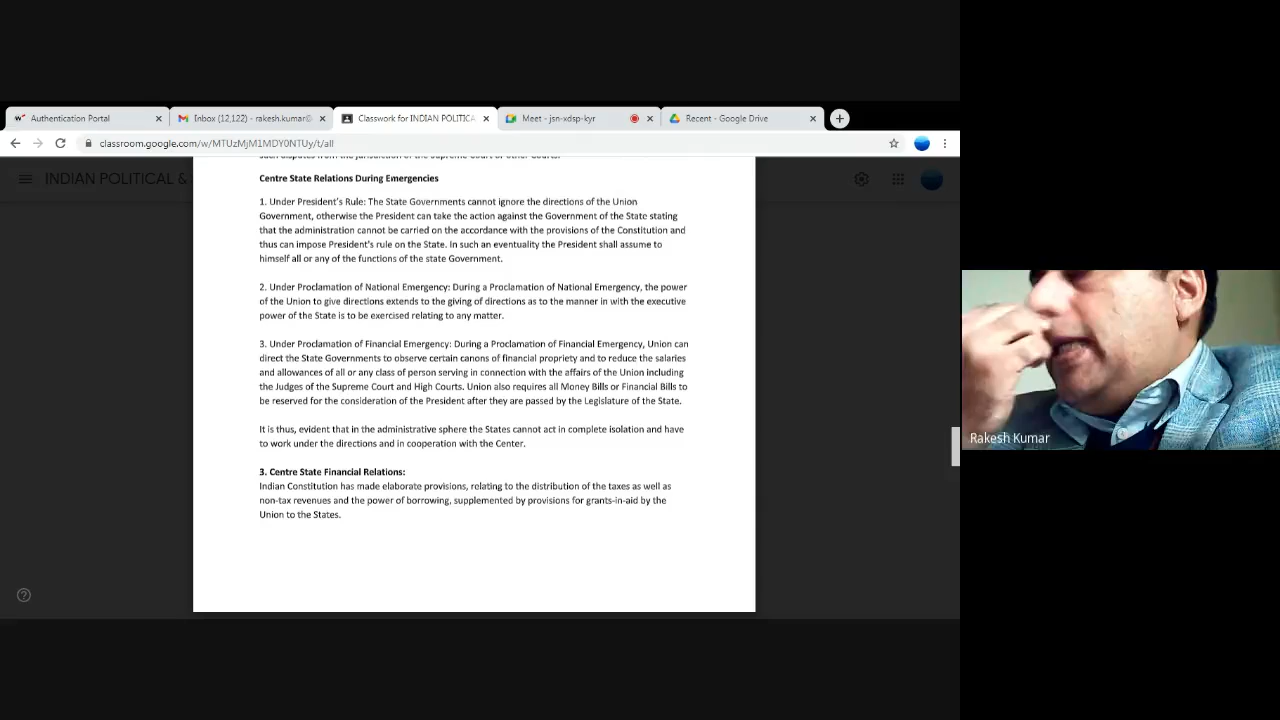 Authentication Portal
Inbox (12,122) - rakesh.kumar@
Classwork for INDIAN POLITICA
Meet - jsn-xdsp-kyr
Recent - Google Drive
classroom.google.com/w/MTUzMjM1MDY0NTUy/t/all
INDIAN POLITICAL &
such disputes from the jurisdiction of the Supreme Court or other Courts.
Centre State Relations During Emergencies
1. Under President's Rule: The State Governments cannot ignore the directions of the Union
Government, otherwise the President can take the action against the Government of the State stating
that the administration cannot be carried on the accordance with the provisions of the Constitution and
thus can impose President's rule on the State. In such an eventuality the President shall assume to
himself all or any of the functions of the state Government.
2. Under Proclamation of National Emergency: During a Proclamation of National Emergency, the power
of the Union to give directions extends to the giving of directions as to the manner in with the executive
power of the State is to be exercised relating to any matter.
3. Under Proclamation of Financial Emergency: During a Proclamation of Financial Emergency, Union can
direct the State Governments to observe certain canons of financial propriety and to reduce the salaries
and allowances of all or any class of person serving in connection with the affairs of the Union including
the Judges of the Supreme Court and High Courts. Union also requires all Money Bills or Financial Bills to
be reserved for the consideration of the President after they are passed by the Legislature of the State.
It is thus, evident that in the administrative sphere the States cannot act in complete isolation and have
to work under the directions and in cooperation with the Center.
3. Centre State Financial Relations:
Indian Constitution has made elaborate provisions, relating to the distribution of the taxes as well as
non-tax revenues and the power of borrowing, supplemented by provisions for grants-in-aid by the
Union to the States.
Rakesh Kumar